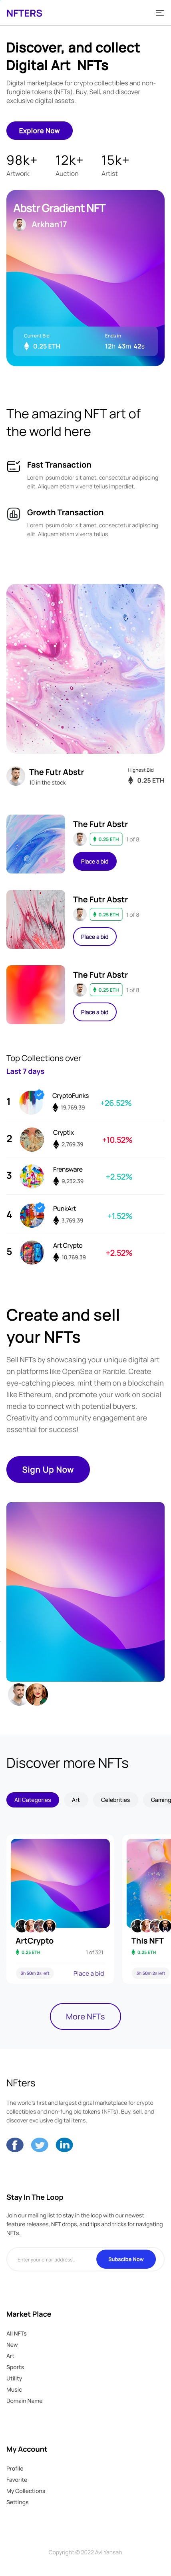 NFTERS
Discover, and collect
Digital Art NFTs
Digital marketplace for crypto collectibles and non-
fungible tokens (NFTs). Buy, Sell, and discover
exclusive digital assets.
Explore Now
98k+ 12k+ 15k+
Artwork Auction Artist
Abstr Gradient NFT
Arkhan17
Current Bid Ends in
0.25 ETH 12h 43m 42s
The amazing NFT art of
the world here
Fast Transaction
Lorem ipsum dolor sit amet, consectetur adipiscing
elit. Aliquam etiam viverra tellus imperdiet.
Growth Transaction
Lorem ipsum dolor sit amet, consectetur adipiscing
elit. Aliquam etiam viverra tellus
The Futr Abstr Highest Bid
10 in the stock 0.25 ETH
The Futr Abstr
0.25 ETH 1 of 8
Place a bid
The Futr Abstr
0.25 ETH 1 of 8
Place a bid
The Futr Abstr
0.25 ETH 1 of 8
Place a bid
Top Collections over
Last 7 days
1 CryptoFunks +26.52%
19,769.39
2 Cryptix +10.52%
2,769.39
3 Frensware +2.52%
9,232.39
4 PunkArt +1.52%
3,769.39
5 Art Crypto +2.52%
10,769.39
Create and sell
your NFTs
Sell NFTs by showcasing your unique digital art
on platforms like OpenSea or Rarible. Create
eye-catching pieces, mint them on a blockchain
like Ethereum, and promote your work on social
media to connect with potential buyers.
Creativity and community engagement are
essential for success!
Sign Up Now
Discover more NFTs
All Categories Art Celebrities Gaming
ArtCrypto This NFT
0.25 ETH 1 of 321 0.25 ETH
3h 50m 2s left Place a bid 3h 50m 2s left
More NFTs
NFters
The world's first and largest digital marketplace for crypto
collectibles and non-fungible tokens (NFTs). Buy, sell, and
discover exclusive digital items.
Stay In The Loop
Join our mailing list to stay in the loop with our newest
feature releases, NFT drops, and tips and tricks for navigating
NFTs.
Enter your email address.. Subscibe Now
Market Place
All NFTs
New
Art
Sports
Utility
Music
Domain Name
My Account
Profile
Favorite
My Collections
Settings